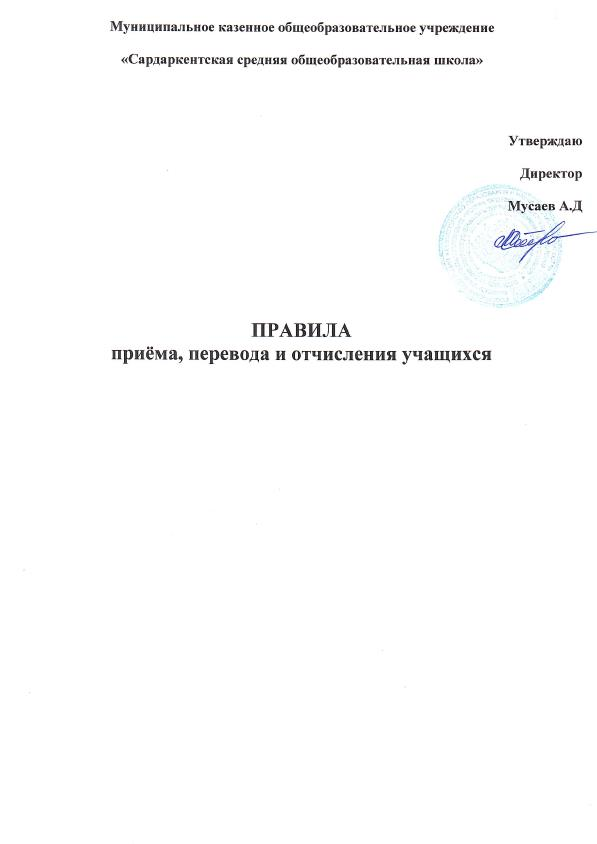 Муниципальное казенное общеобразовательное учреждение
«Сардаркентская средняя общеобразовательная школа»
Утверждаю
Директор
Мусаев А.Д
ПРАВИЛА
приёма, перевода и отчисления учащихся